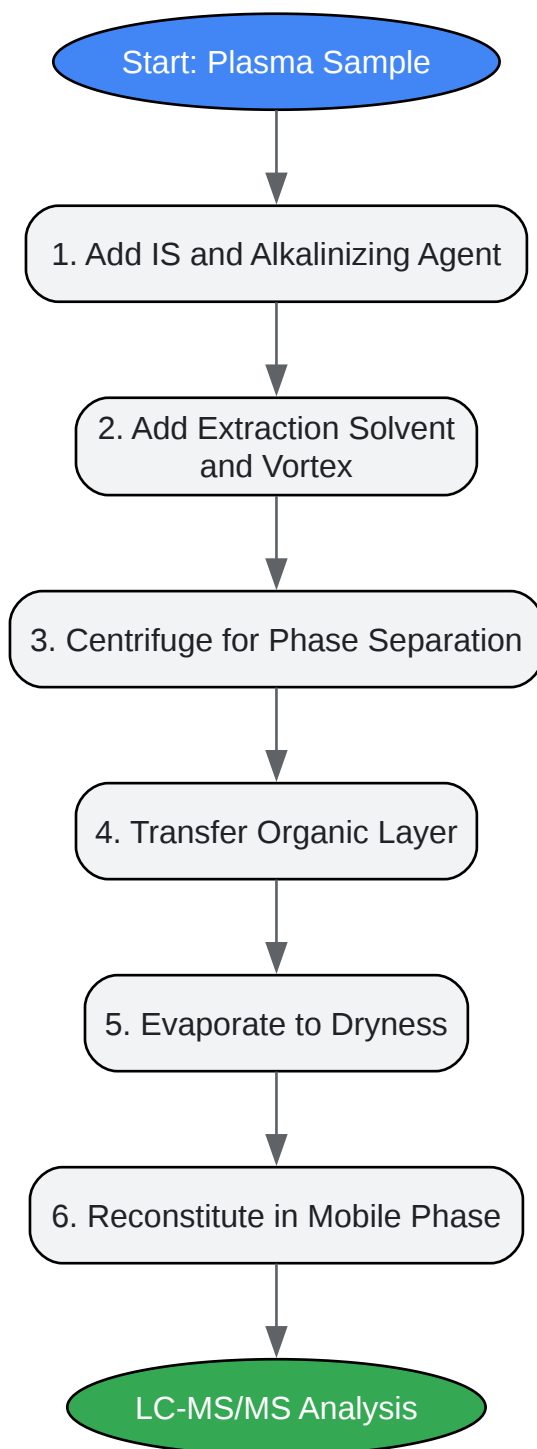 Start: Plasma Sample
1. Add IS and Alkalinizing Agent
2. Add Extraction Solvent
and Vortex
3. Centrifuge for Phase Separation
4. Transfer Organic Layer
5. Evaporate to Dryness
6. Reconstitute in Mobile Phase
LC-MS/MS Analysis